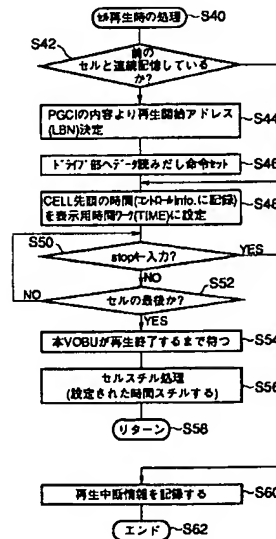 セル再生時の処理 S40
S42
前の
セルと連続記憶している
か?
PGCIの内容より再生開始アドレス
(LBN)決定
S44
ドライブ部へデータ読みだし命令セット
S46
CELL先頭の時間(コントロールinfo.に記録)
を表示用時間ワーク(TIME)に設定
S48
S50
stopキー入力?
YES
NO
S52
セルの最後か?
NO
YES
本VOBUが再生終了するまで待つ
S54
セルスチル処理
(設定された時間スチルする)
S56
リターン S58
再生中断情報を記録する
S60
エンド S62